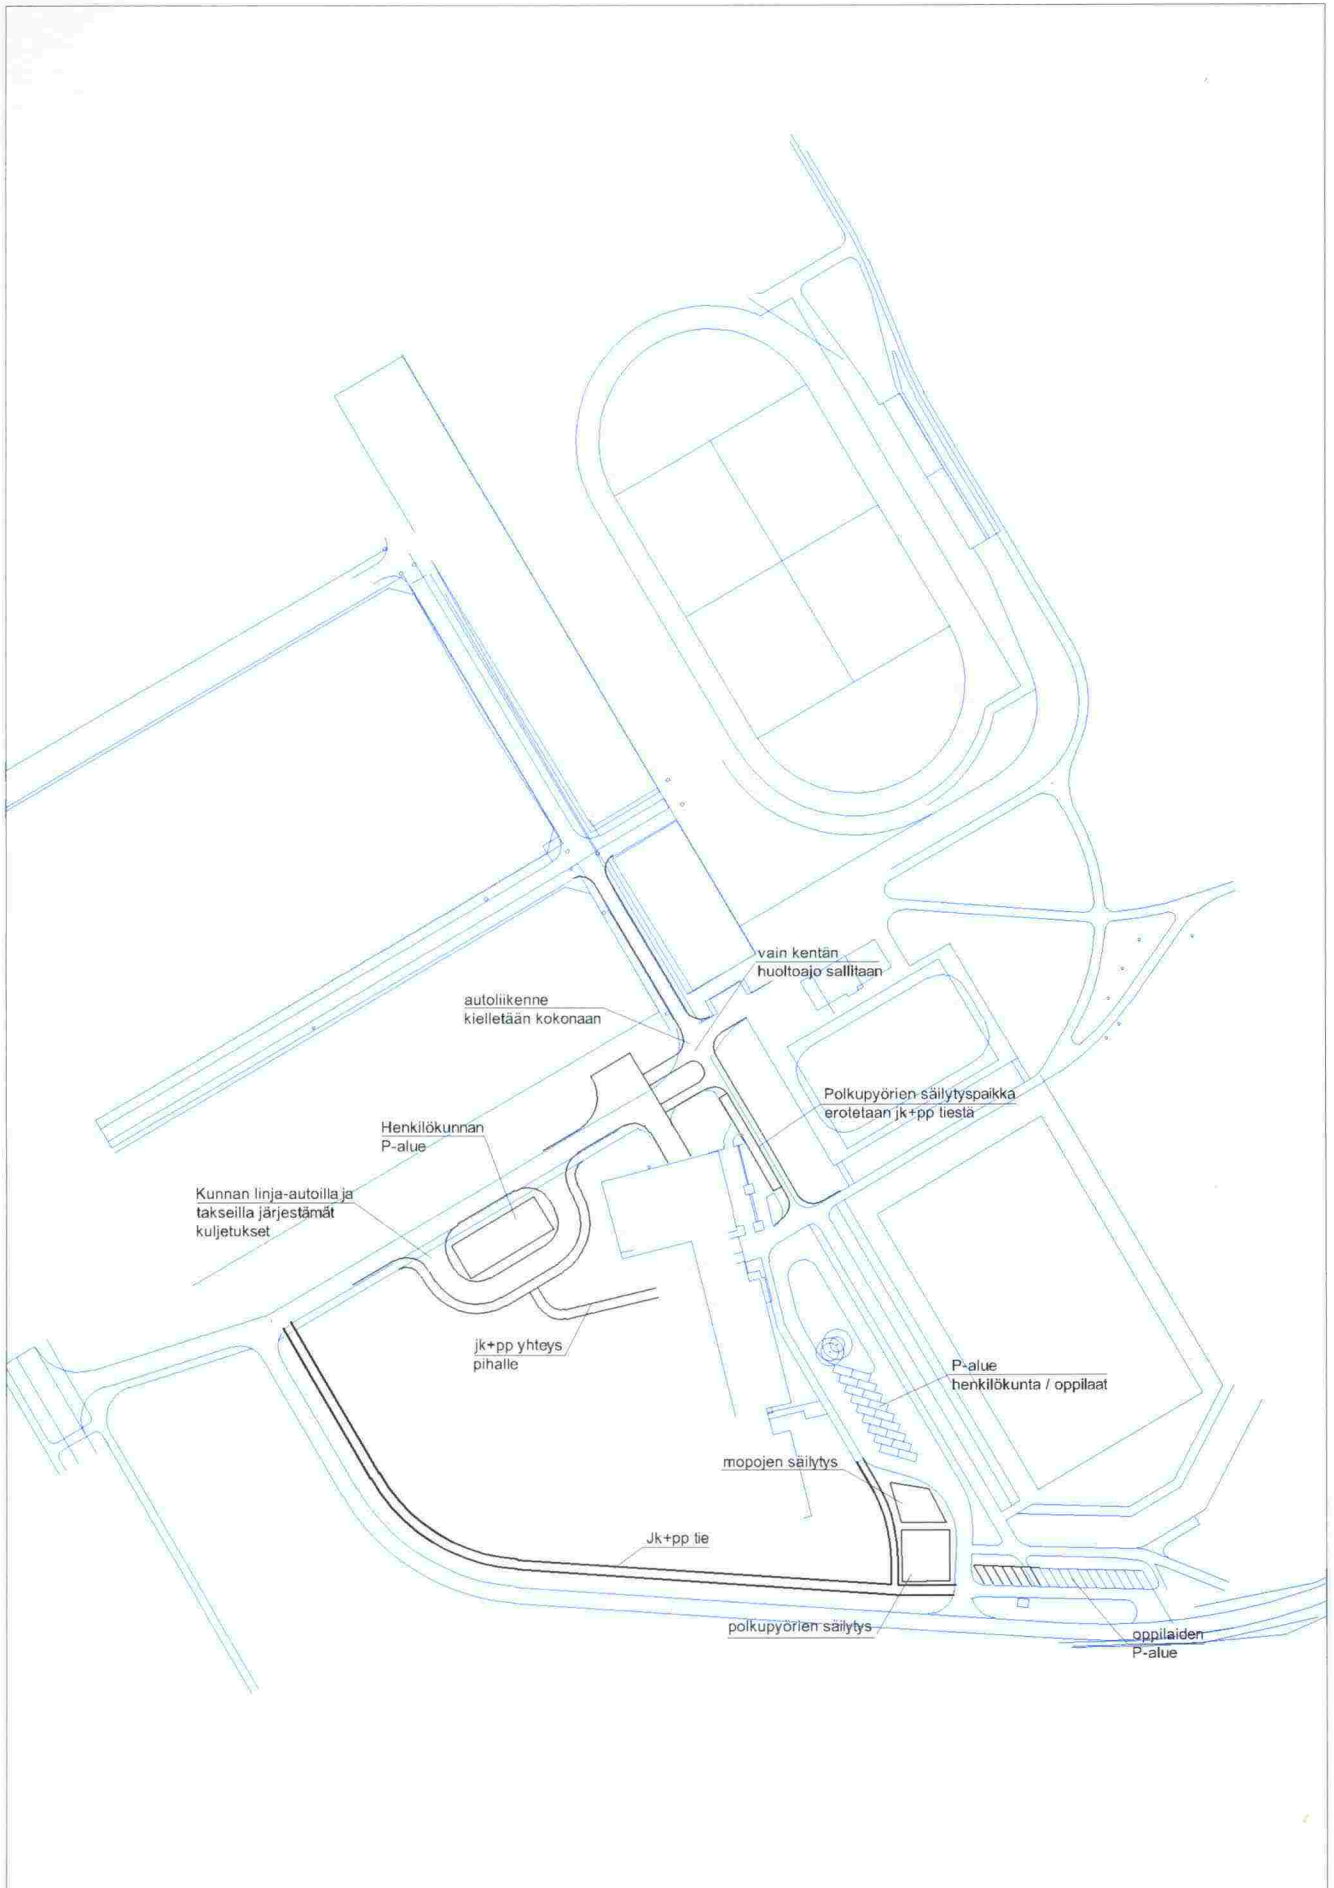 vain kentän
huoltoajo sallitaan
autoliikenne
kielletään kokonaan
Polkupyörien säilytyspaikka
erotetaan jk+pp tiestä
Henkilökunnan
P-alue
Kunnan linja-autoilla ja
takseilla järjestämät
kuljetukset
jk+pp yhteys
pihalle
P-alue
henkilökunta / oppilaat
mopojen säilytys
Jk+pp tie
polkupyörien säilytys
oppilaiden
P-alue